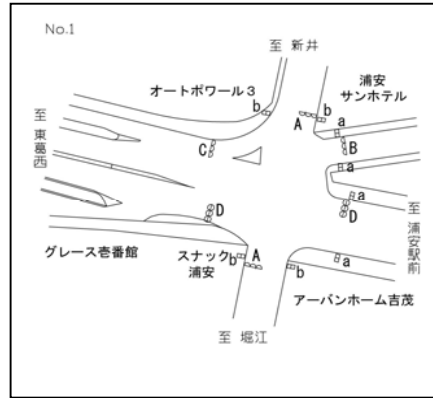 No.1
至 新井
オートポワール3
浦安
サンホテル
b
A
b
a
至 東葛西
C
B
a
a
D
D
至 浦安駅前
グレース壱番館
スナック
浦安
b
A
b
a
アーバンホーム吉茂
至 堀江